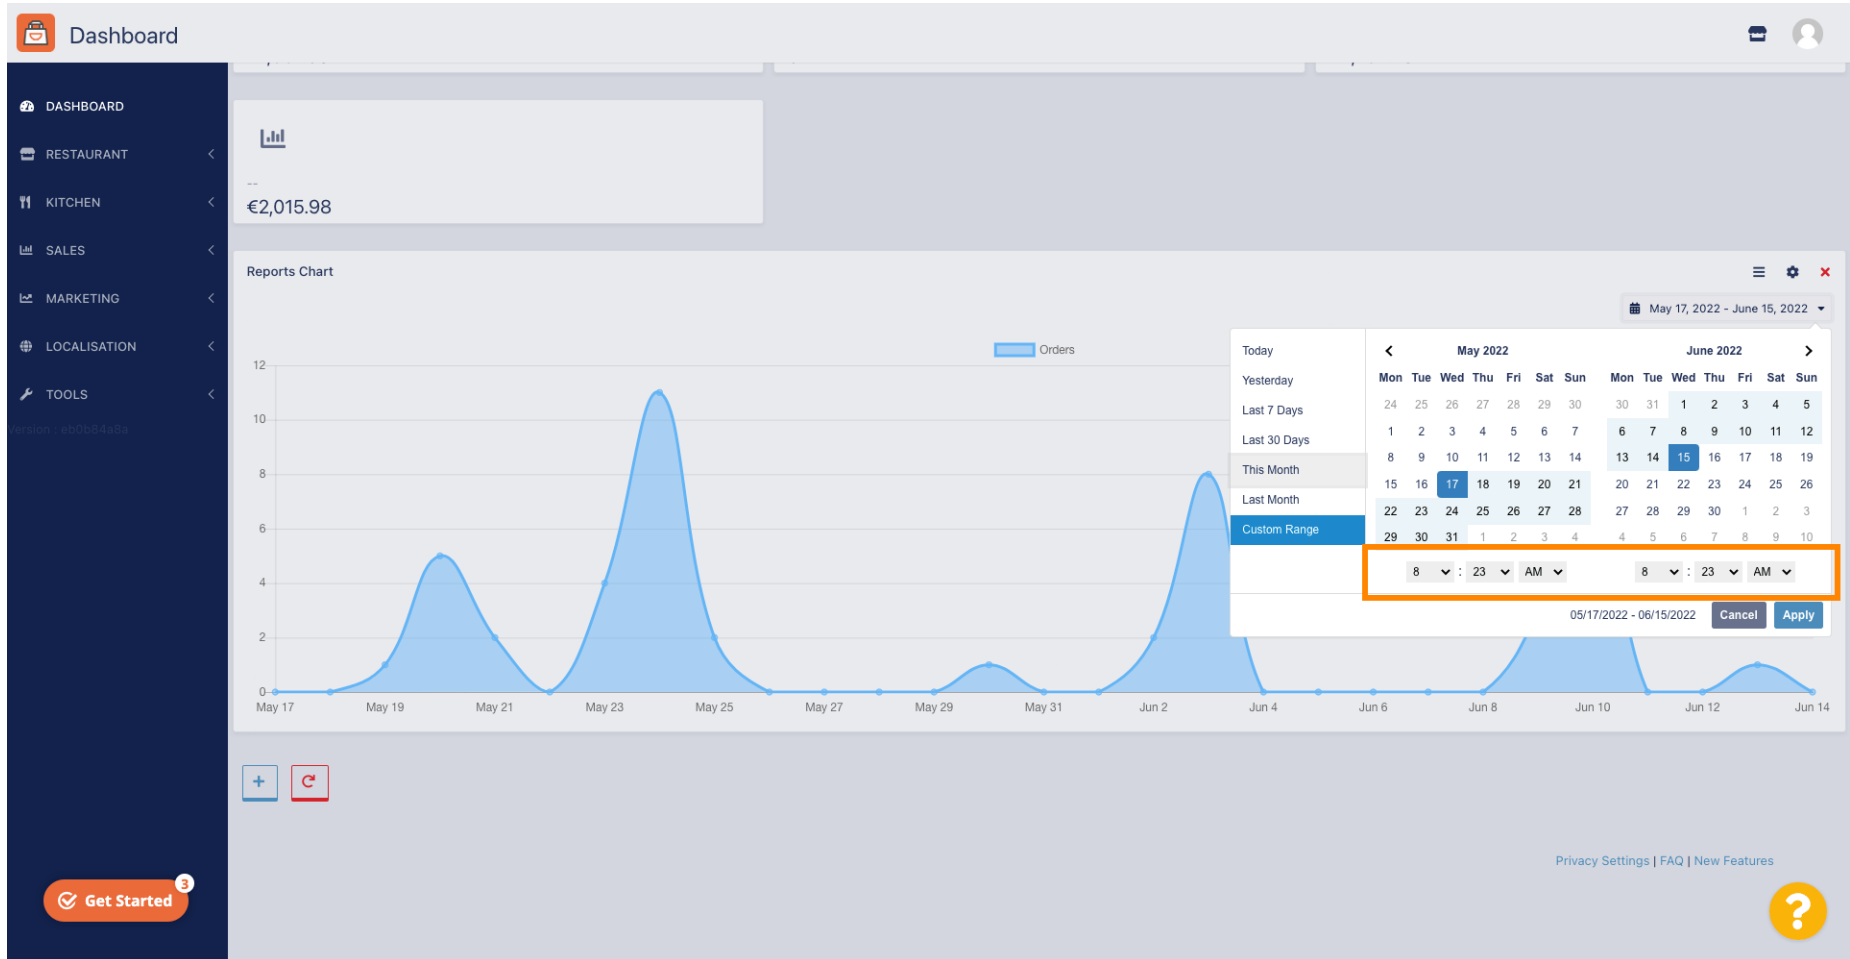 Dashboard
DASHBOARD
RESTAURANT
KITCHEN
SALES
MARKETING
LOCALISATION
TOOLS
Version : eb0b84a8a
--
€2,015.98
Reports Chart
May 17, 2022 - June 15, 2022
Orders
12
10
8
6
4
2
0
May 17 May 19 May 21 May 23 May 25 May 27 May 29 May 31 Jun 2 Jun 4 Jun 6 Jun 8 Jun 10 Jun 12 Jun 14
Today
Yesterday
Last 7 Days
Last 30 Days
This Month
Last Month
Custom Range
May 2022
Mon Tue Wed Thu Fri Sat Sun
24 25 26 27 28 29 30
1 2 3 4 5 6 7
8 9 10 11 12 13 14
15 16 17 18 19 20 21
22 23 24 25 26 27 28
29 30 31 1 2 3 4
8 : 23 AM
June 2022
Mon Tue Wed Thu Fri Sat Sun
30 31 1 2 3 4 5
6 7 8 9 10 11 12
13 14 15 16 17 18 19
20 21 22 23 24 25 26
27 28 29 30 1 2 3
4 5 6 7 8 9 10
8 : 23 AM
05/17/2022 - 06/15/2022 Cancel Apply
+
Privacy Settings | FAQ | New Features
Get Started
3
?